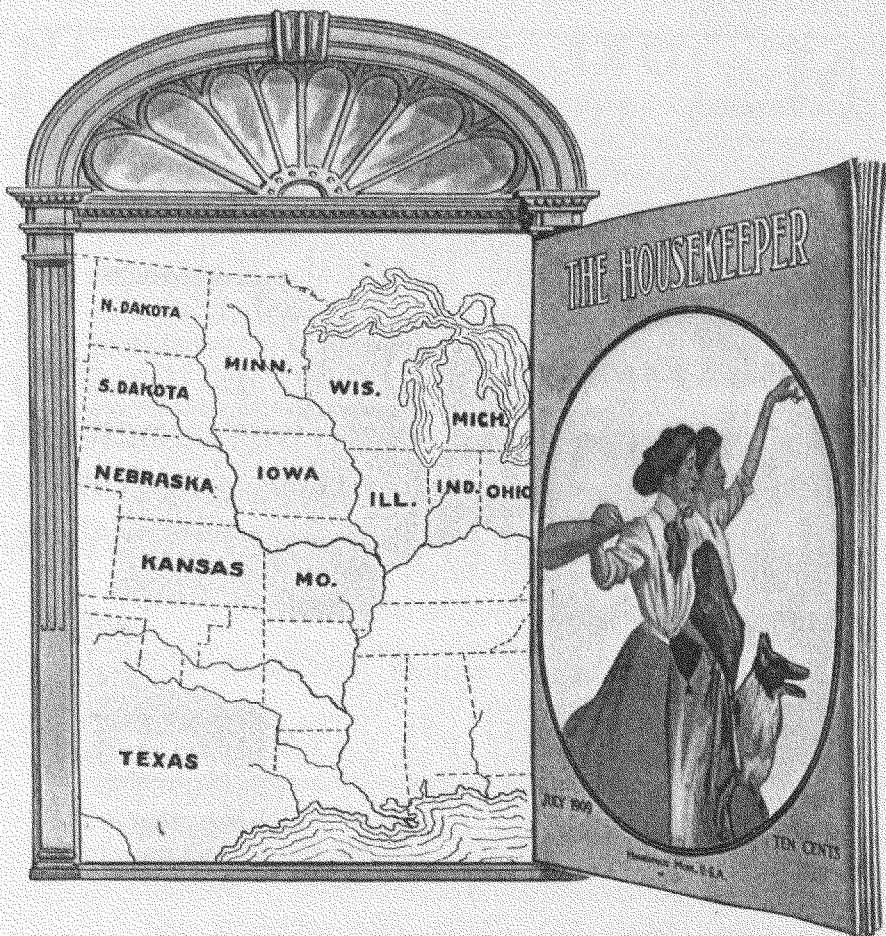 N. DAKOTA
MINN.
S. DAKOTA
WIS.
MICH.
NEBRASKA
IOWA
ILL.
IND.
OHIO
KANSAS
MO.
TEXAS
THE HOUSEKEEPER
JULY 1909
TEN CENTS
MINN., U.S.A.